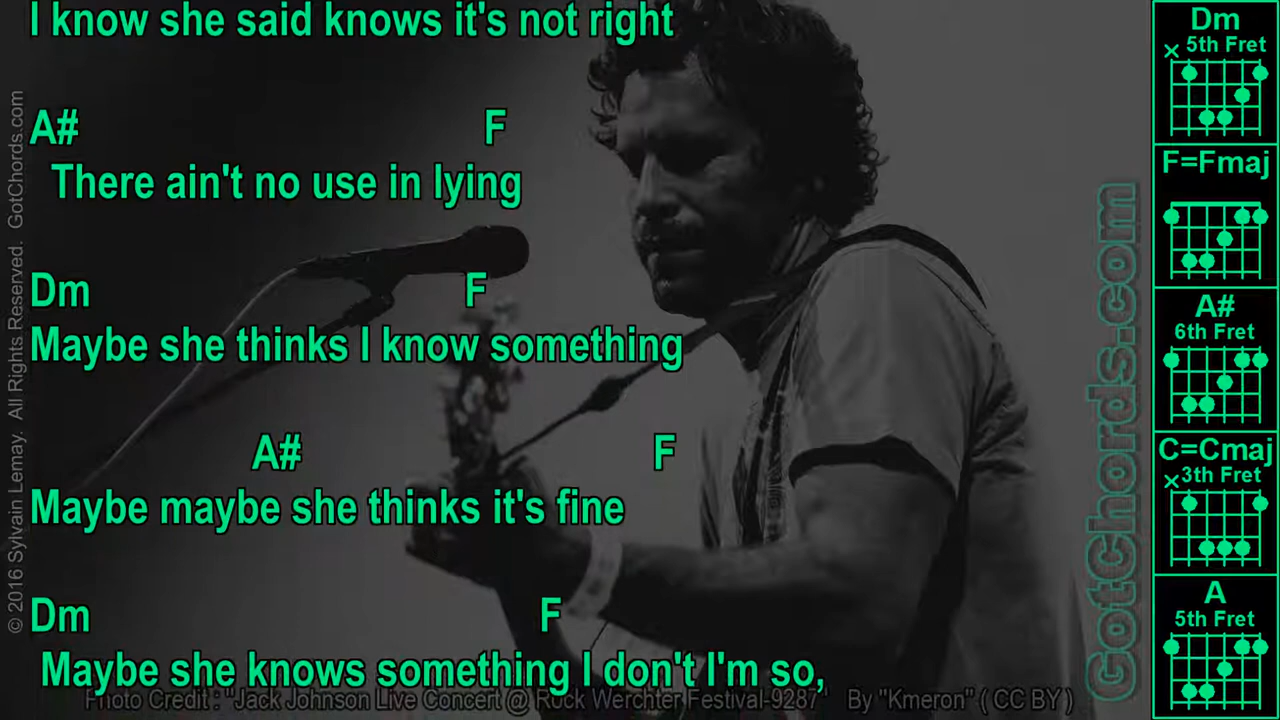 I know she said knows it's not right
A# F
There ain't no use in lying
Dm F
Maybe she thinks I know something
A# F
Maybe maybe she thinks it's fine
Dm F
Maybe she knows something I don't I'm so,
Photo Credit : "Jack Johnson Live Concert @ Rock Werchter Festival-9287" By "Kmeron" ( CC BY )
© 2016 Sylvain Lemay. All Rights Reserved. GotChords.com
GotChords.com
Dm
× 5th Fret
F=Fmaj
A#
6th Fret
C=Cmaj
×3th Fret
A
5th Fret